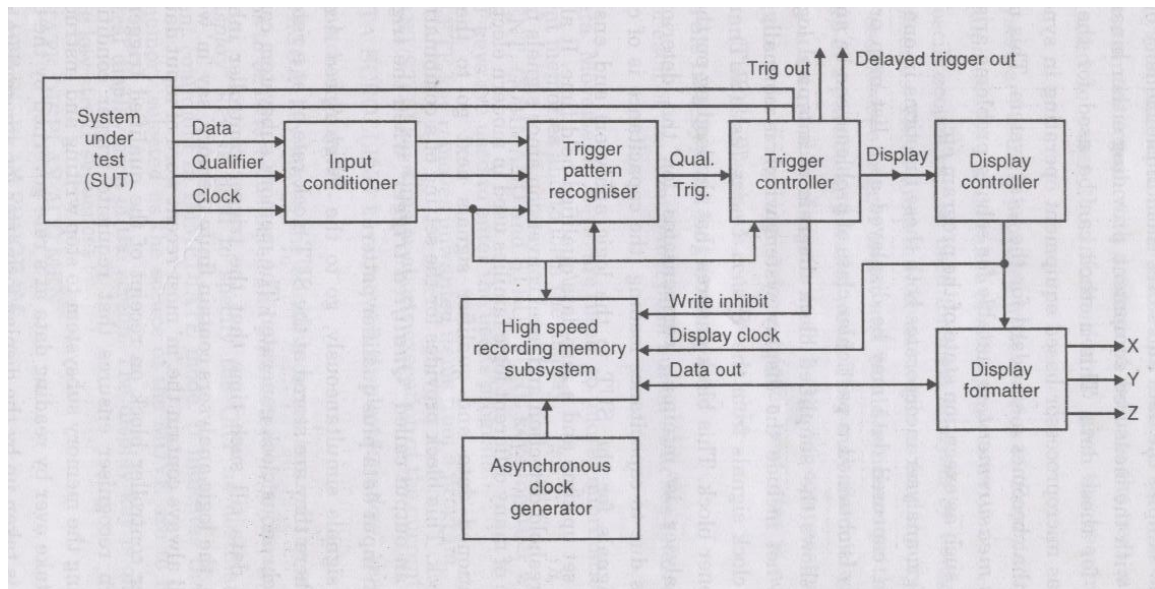 Trig out
Delayed trigger out
System
under
test
(SUT)
Data
Qualifier
Clock
Input
conditioner
Trigger
pattern
recogniser
Qual.
Trig.
Trigger
controller
Display
Display
controller
Write inhibit
Display clock
Data out
High speed
recording memory
subsystem
Display
formatter
X
Y
Z
Asynchronous
clock
generator